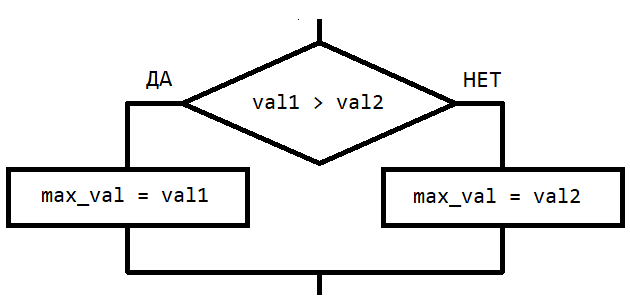 ДА
НЕТ
val1 > val2
max_val = val1
max_val = val2